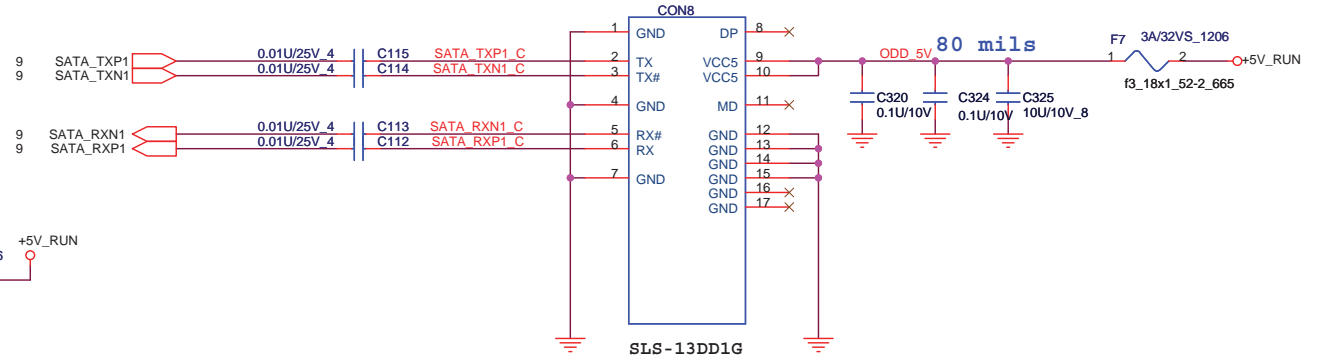 CON8
1 GND DP 8
9 SATA_TXP1 0.01U/25V_4 C115 SATA_TXP1_C 2 TX VCC5 9 ODD_5V 80 mils F7 3A/32VS_1206
9 SATA_TXN1 0.01U/25V_4 C114 SATA_TXN1_C 3 TX# VCC5 10 1 2 +5V_RUN
f3_18x1_52-2_665
4 GND MD 11 C320 0.1U/10V C324 0.1U/10V C325 10U/10V_8
9 SATA_RXN1 0.01U/25V_4 C113 SATA_RXN1_C 5 RX# GND 12
9 SATA_RXP1 0.01U/25V_4 C112 SATA_RXP1_C 6 RX GND 13
GND 14
7 GND GND 15
GND 16
GND 17
+5V_RUN
SLS-13DD1G